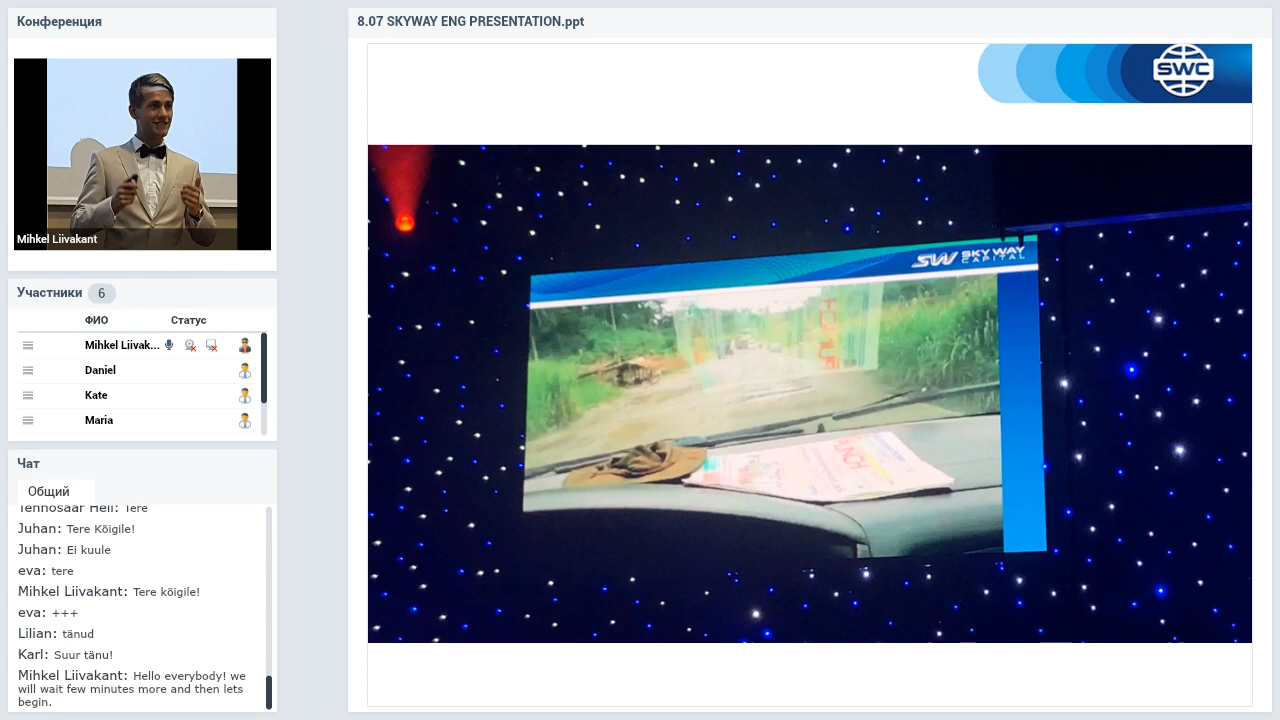 Конференция
Mihkel Liivakant
Участники 6
ФИО Статус
Mihkel Liivak...
Daniel
Kate
Maria
Чат
Общий
Tennosaar Heli: Tere
Juhan: Tere Kõigile!
Juhan: Ei kuule
eva: tere
Mihkel Liivakant: Tere kõigile!
eva: +++
Lilian: tänud
Karl: Suur tänu!
Mihkel Liivakant: Hello everybody! we
will wait few minutes more and then lets
begin.
8.07 SKYWAY ENG PRESENTATION.ppt
SWC
SW SKY WAY
CAPITAL